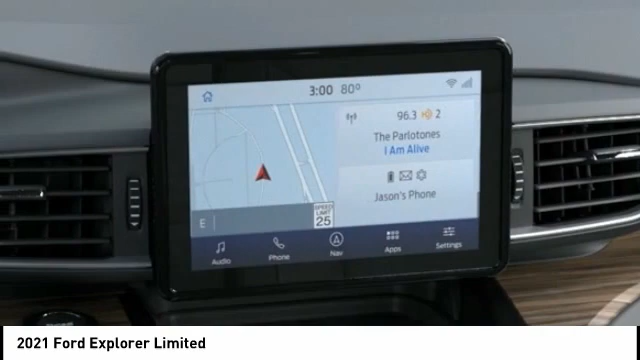 3:00 80°
96.3 HD 2
The Parlotones
I Am Alive
Jason's Phone
E
SPEED
LIMIT
25
Audio Phone Nav Apps Settings
2021 Ford Explorer Limited